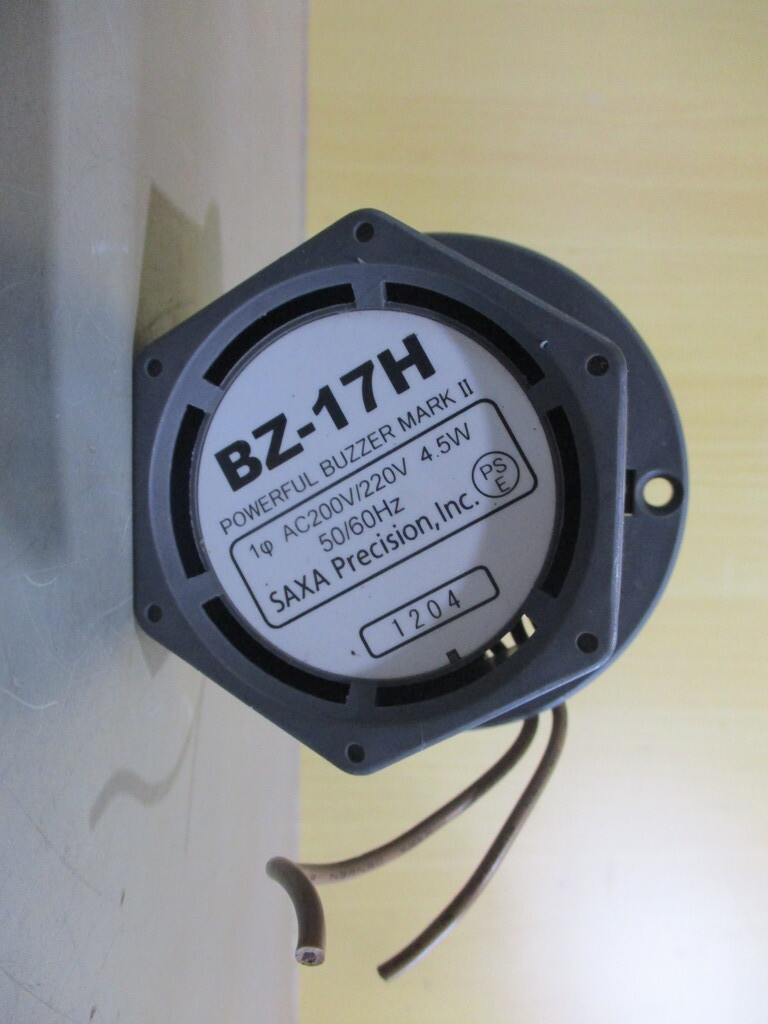 BZ-17H
POWERFUL BUZZER MARK II
1φ AC200V/220V 4.5W
50/60Hz
SAXA Precision, Inc.
PS
E
1204